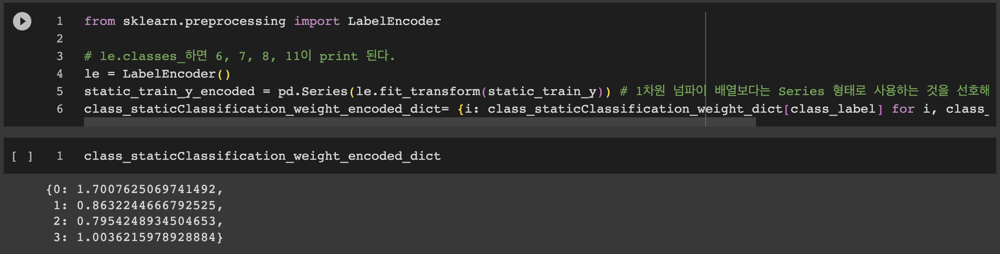 1 from sklearn.preprocessing import LabelEncoder
2
3 # le.classes_하면 6, 7, 8, 11이 print 된다.
4 le = LabelEncoder()
5 static_train_y_encoded = pd.Series(le.fit_transform(static_train_y)) # 1차원 넘파이 배열보다는 Series 형태로 사용하는 것을 선호해
6 class_staticClassification_weight_encoded_dict= {i: class_staticClassification_weight_dict[class_label] for i, class_
[ ] 1 class_staticClassification_weight_encoded_dict
{0: 1.7007625069741492,
1: 0.8632244666792525,
2: 0.7954248934504653,
3: 1.0036215978928884}